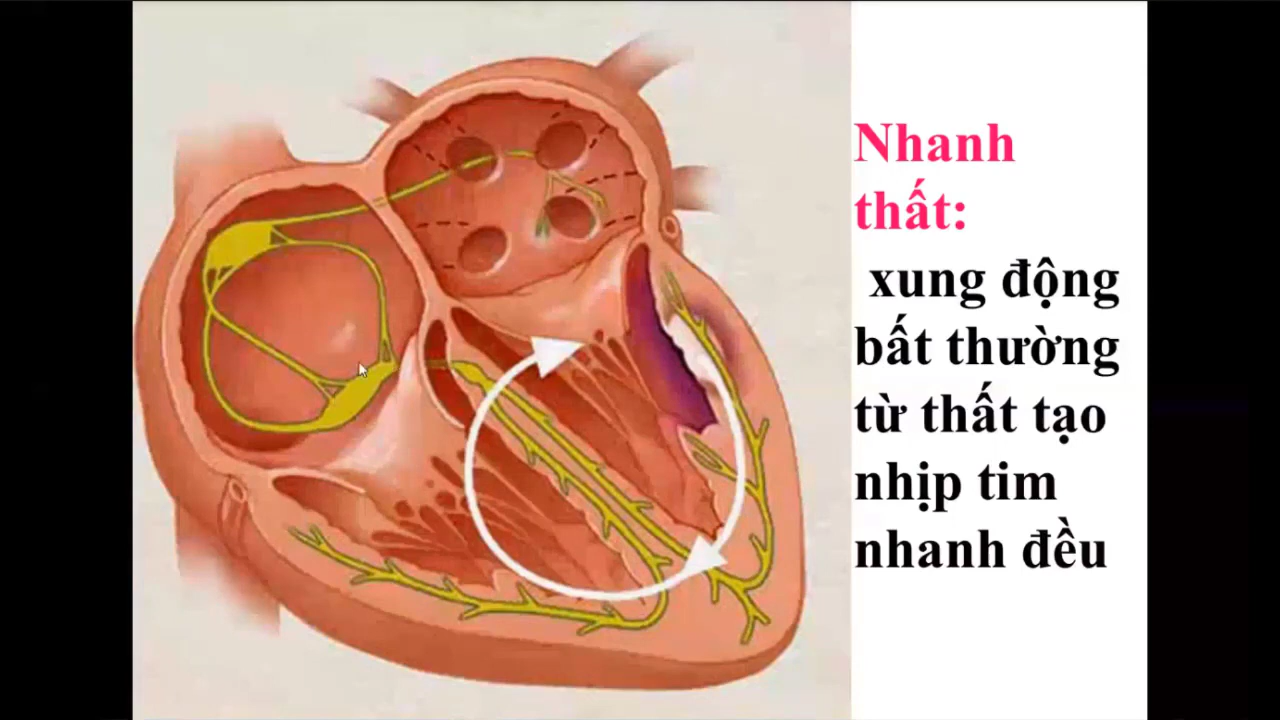 Nhanh
thất:
xung động
bất thường
từ thất tạo
nhịp tim
nhanh đều